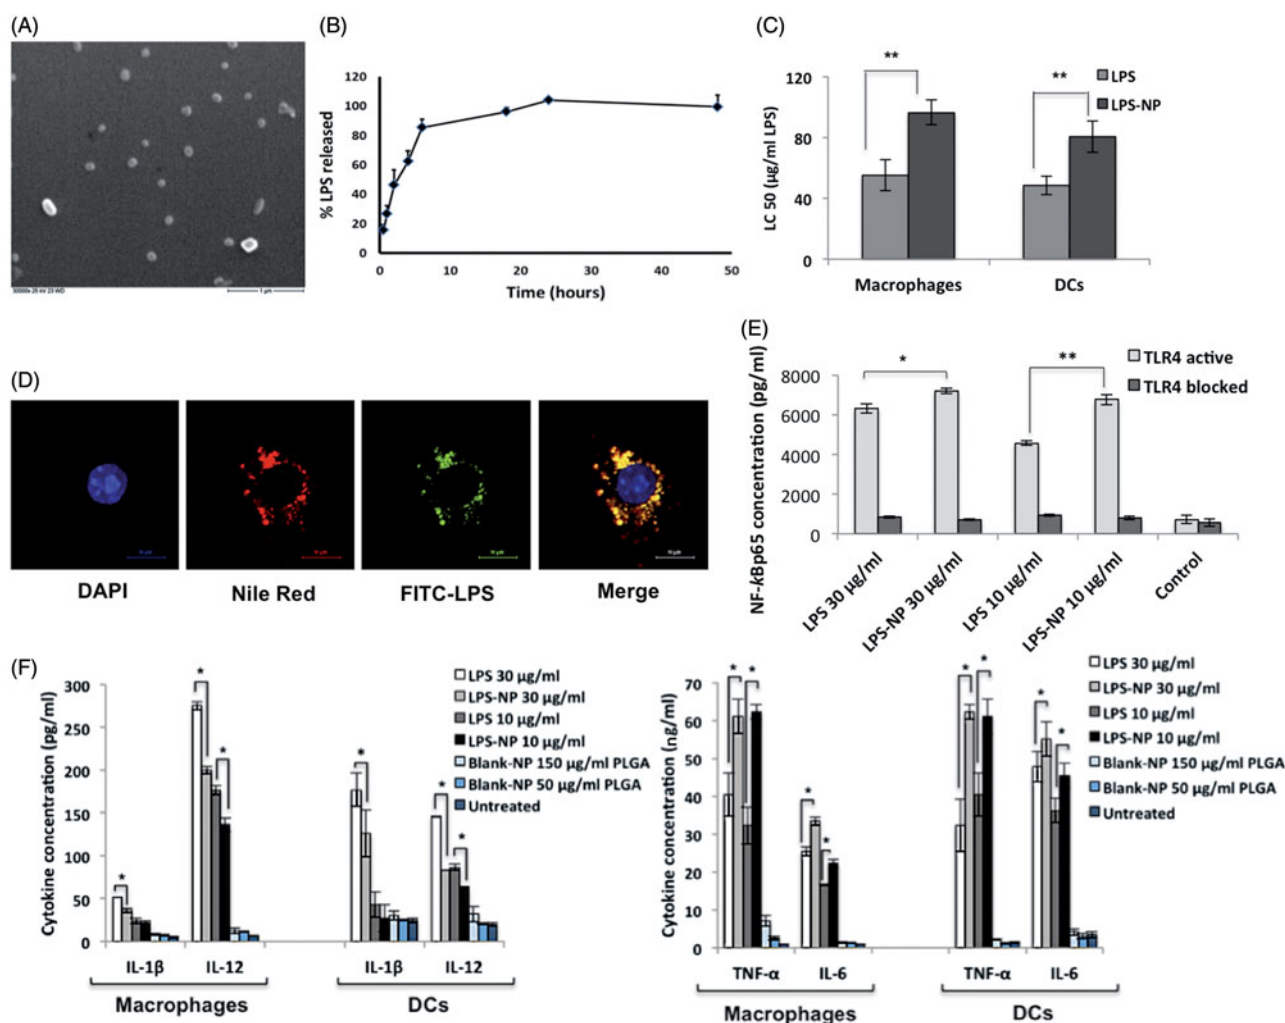 (A)
(B)
(C)
120
100
80
60
40
20
0
% LPS released
0 10 20 30 40 50
Time (hours)
1 µm
120
80
40
0
LC 50 (µg/ml LPS)
** **
LPS
LPS-NP
Macrophages DCs
(D)
DAPI Nile Red FITC-LPS Merge
(E)
8000
6000
4000
2000
0
NF-kBp65 concentration (pg/ml)
* **
TLR4 active
TLR4 blocked
LPS 30 µg/ml
LPS-NP 30 µg/ml
LPS 10 µg/ml
LPS-NP 10 µg/ml
Control
(F)
300
250
200
150
100
50
0
Cytokine concentration (pg/ml)
* * * * * *
LPS 30 µg/ml
LPS-NP 30 µg/ml
LPS 10 µg/ml
LPS-NP 10 µg/ml
Blank-NP 150 µg/ml PLGA
Blank-NP 50 µg/ml PLGA
Untreated
IL-1β IL-12 IL-1β IL-12
Macrophages DCs
70
60
50
40
30
20
10
0
Cytokine concentration (ng/ml)
* * * * * * * *
LPS 30 µg/ml
LPS-NP 30 µg/ml
LPS 10 µg/ml
LPS-NP 10 µg/ml
Blank-NP 150 µg/ml PLGA
Blank-NP 50 µg/ml PLGA
Untreated
TNF-α IL-6 TNF-α IL-6
Macrophages DCs